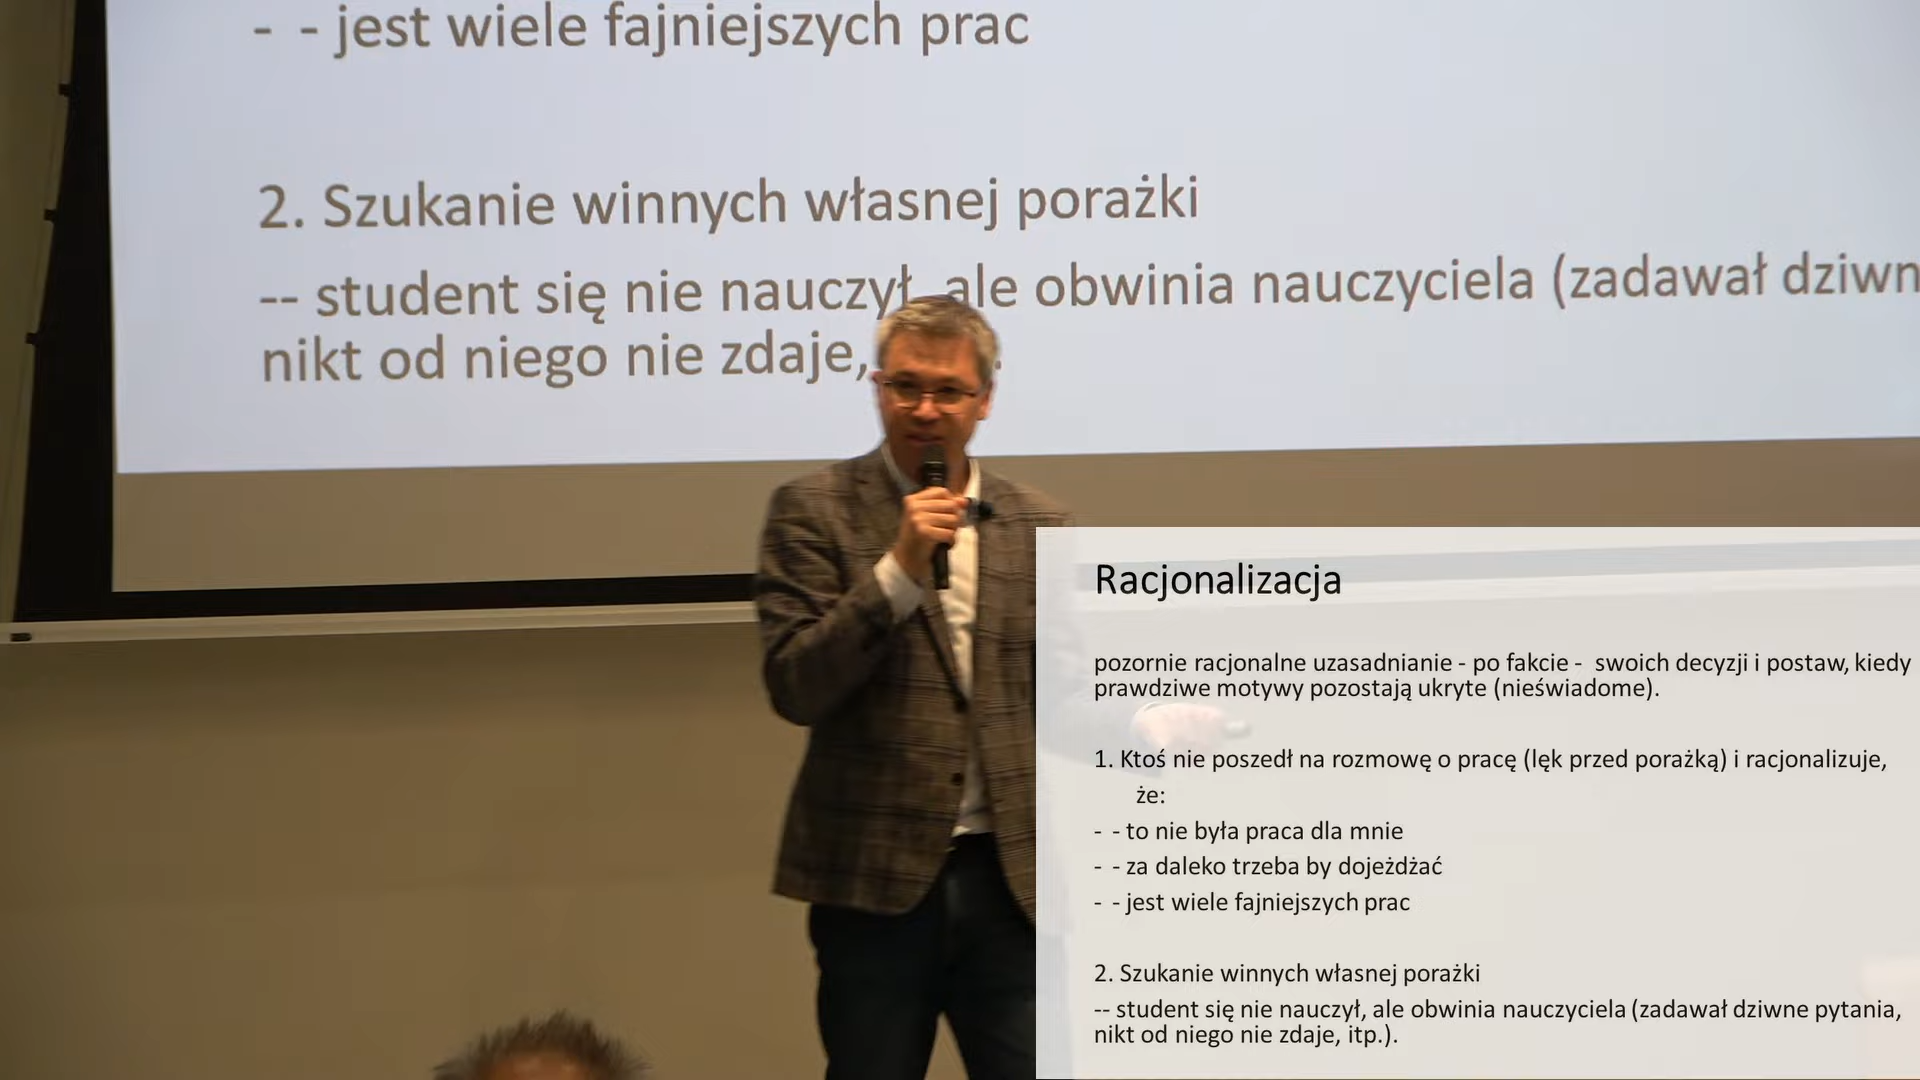 - - jest wiele fajniejszych prac
2. Szukanie winnych własnej porażki
-- student się nie nauczył, ale obwinia nauczyciela (zadawał dziwn
nikt od niego nie zdaje,
Racjonalizacja
pozornie racjonalne uzasadnianie - po fakcie - swoich decyzji i postaw, kiedy
prawdziwe motywy pozostają ukryte (nieświadome).
1. Ktoś nie poszedł na rozmowę o pracę (lęk przed porażką) i racjonalizuje,
że:
- - to nie była praca dla mnie
- - za daleko trzeba by dojeżdżać
- - jest wiele fajniejszych prac
2. Szukanie winnych własnej porażki
-- student się nie nauczył, ale obwinia nauczyciela (zadawał dziwne pytania,
nikt od niego nie zdaje, itp.).